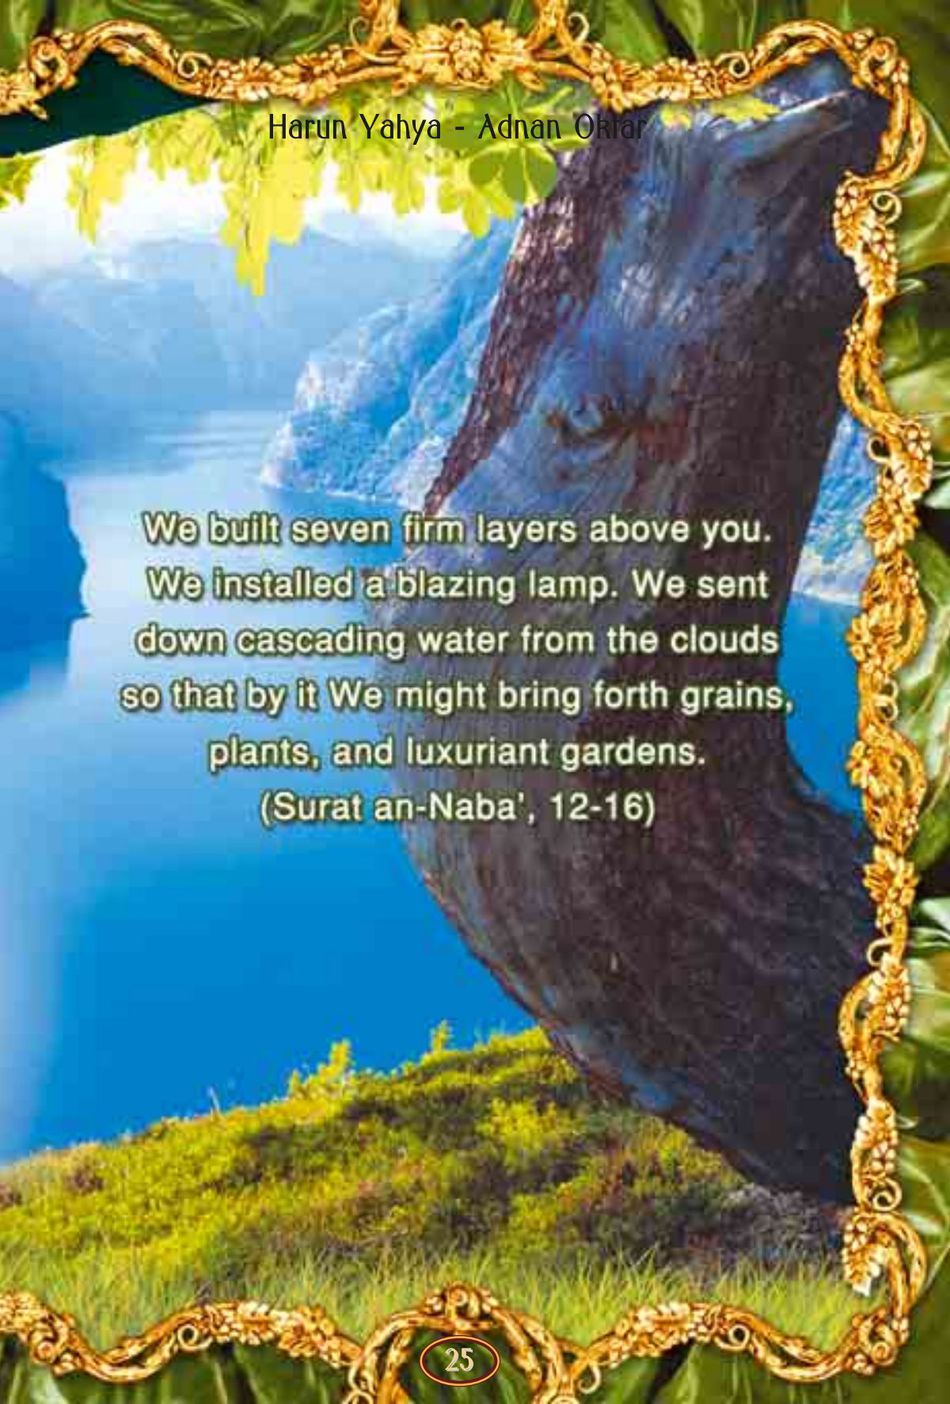 Harun Yahya - Adnan Oktar
We built seven firm layers above you.
We installed a blazing lamp. We sent
down cascading water from the clouds
so that by it We might bring forth grains,
plants, and luxuriant gardens.
(Surat an-Naba', 12-16)
25